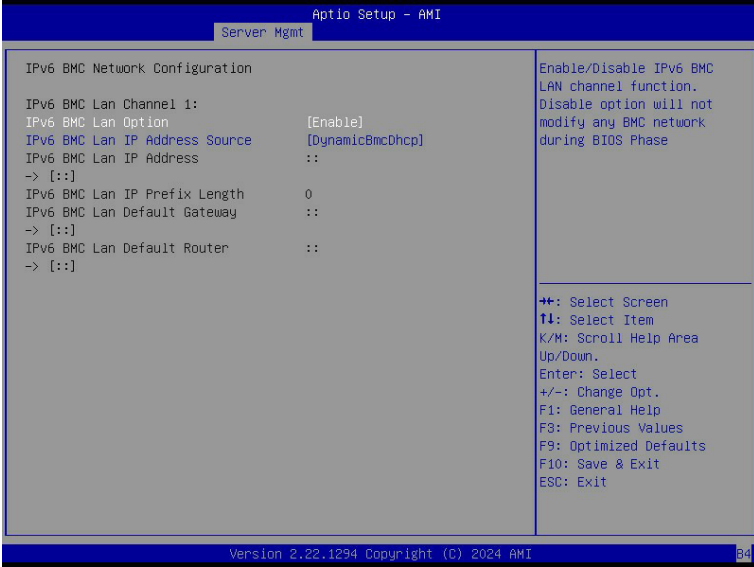 Aptio Setup – AMI
Server Mgmt
IPv6 BMC Network Configuration
IPv6 BMC Lan Channel 1:
IPv6 BMC Lan Option [Enable]
IPv6 BMC Lan IP Address Source [DynamicBmcDhcp]
IPv6 BMC Lan IP Address ::
-> [::]
IPv6 BMC Lan IP Prefix Length 0
IPv6 BMC Lan Default Gateway ::
-> [::]
IPv6 BMC Lan Default Router ::
-> [::]
Enable/Disable IPv6 BMC
LAN channel function.
Disable option will not
modify any BMC network
during BIOS Phase
→←: Select Screen
↑↓: Select Item
K/M: Scroll Help Area
Up/Down.
Enter: Select
+/-: Change Opt.
F1: General Help
F3: Previous Values
F9: Optimized Defaults
F10: Save & Exit
ESC: Exit
Version 2.22.1294 Copyright (C) 2024 AMI
B4